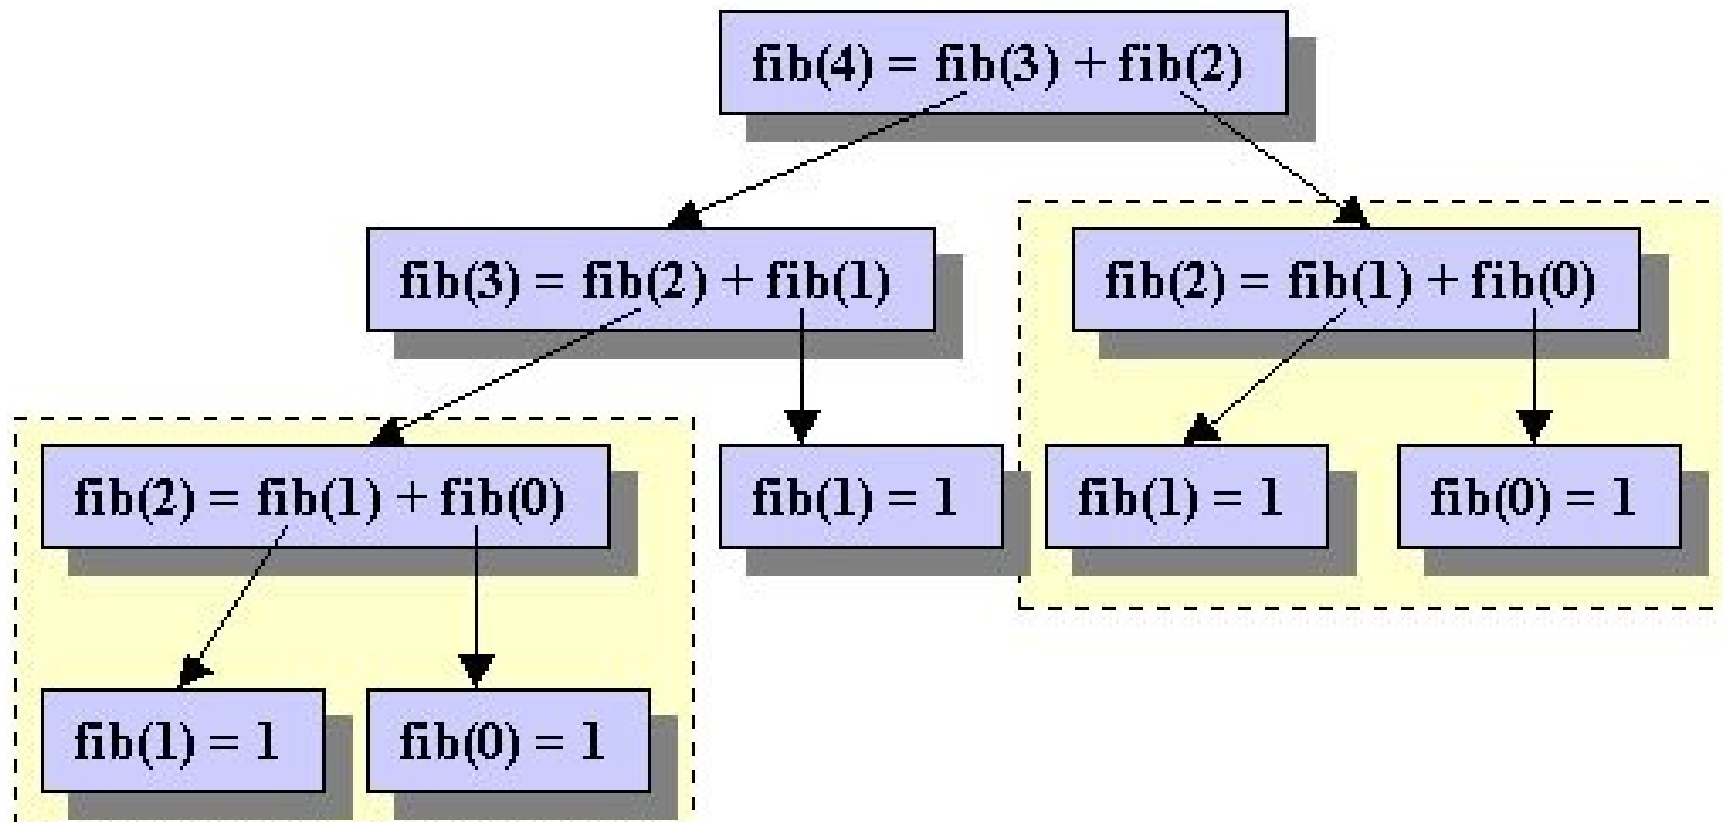 fib(4) = fib(3) + fib(2)
fib(3) = fib(2) + fib(1)
fib(2) = fib(1) + fib(0)
fib(2) = fib(1) + fib(0)
fib(1) = 1
fib(1) = 1
fib(0) = 1
fib(1) = 1
fib(0) = 1